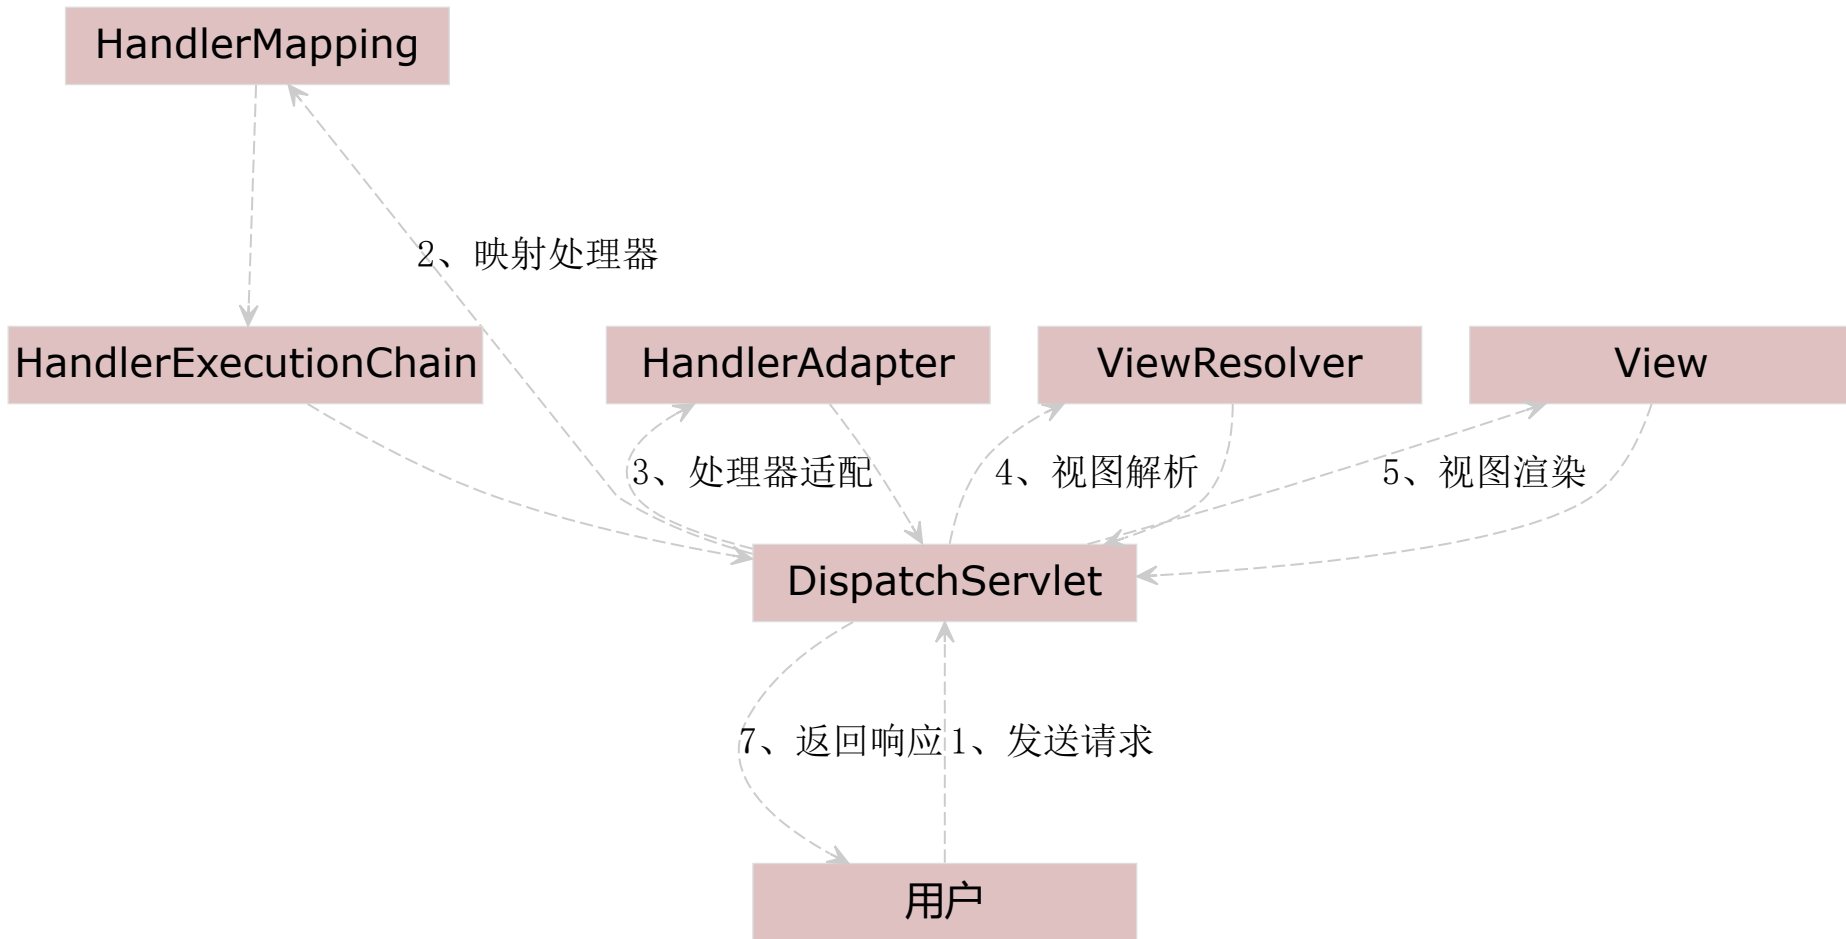 HandlerMapping
2、映射处理器
HandlerExecutionChain
HandlerAdapter
ViewResolver
View
3、处理器适配
4、视图解析
5、视图渲染
DispatchServlet
7、返回响应
1、发送请求
用户